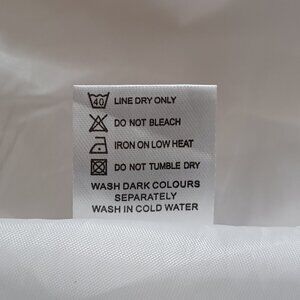 40 LINE DRY ONLY
DO NOT BLEACH
IRON ON LOW HEAT
DO NOT TUMBLE DRY
WASH DARK COLOURS
SEPARATELY
WASH IN COLD WATER